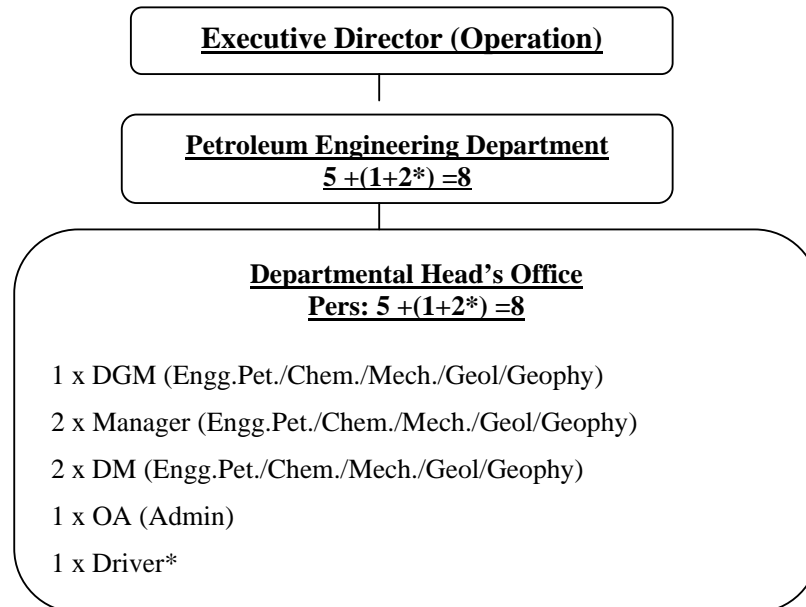 Executive Director (Operation)
Petroleum Engineering Department
5 +(1+2*) =8
Departmental Head’s Office
Pers: 5 +(1+2*) =8
1 x DGM (Engg.Pet./Chem./Mech./Geol/Geophy)
2 x Manager (Engg.Pet./Chem./Mech./Geol/Geophy)
2 x DM (Engg.Pet./Chem./Mech./Geol/Geophy)
1 x OA (Admin)
1 x Driver*